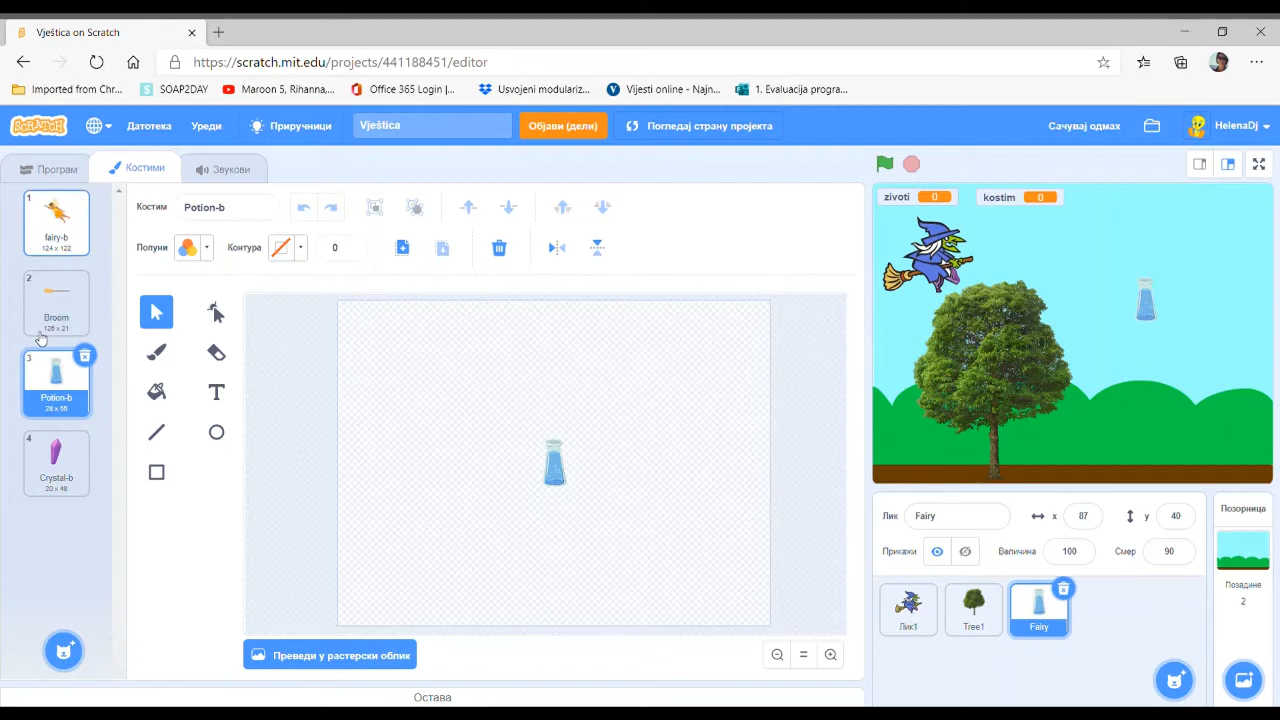 Vještica on Scratch
https://scratch.mit.edu/projects/441188451/editor
Imported from Chr...
SOAP2DAY
Maroon 5, Rihanna,...
Office 365 Login |...
Usvojeni modulariz...
Vijesti online - Najn...
1. Evaluacija progra...
SCRATCH
Датотека
Уреди
Приручници
Vještica
Објави (дели)
Погледај страну пројекта
Сачувај одмах
HelenaDj
Програм
Костими
Звукови
1
fairy-b
124 x 122
2
Broom
126 x 21
3
Potion-b
28 x 55
4
Crystal-b
20 x 48
Костим
Potion-b
Попуни
Контура
0
T
Преведи у растерски облик
Остава
zivoti 0
kostim 0
Лик
Fairy
x 87
y 40
Прикажи
Величина 100
Смер 90
Лик1
Tree1
Fairy
Позорница
Позадине
2